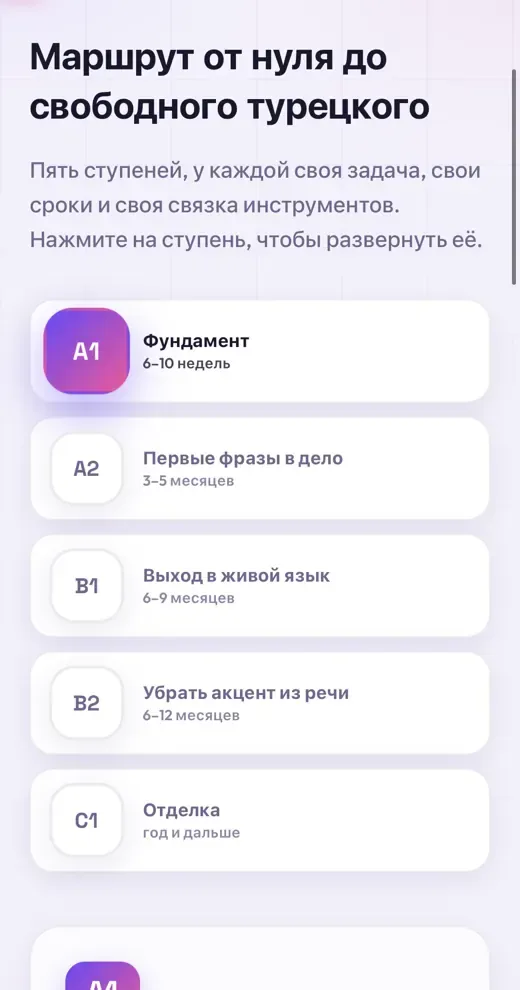 Маршрут от нуля до
свободного турецкого
Пять ступеней, у каждой своя задача, свои
сроки и своя связка инструментов.
Нажмите на ступень, чтобы развернуть её.
A1
Фундамент
6–10 недель
A2
Первые фразы в дело
3–5 месяцев
B1
Выход в живой язык
6–9 месяцев
B2
Убрать акцент из речи
6–12 месяцев
C1
Отделка
год и дальше